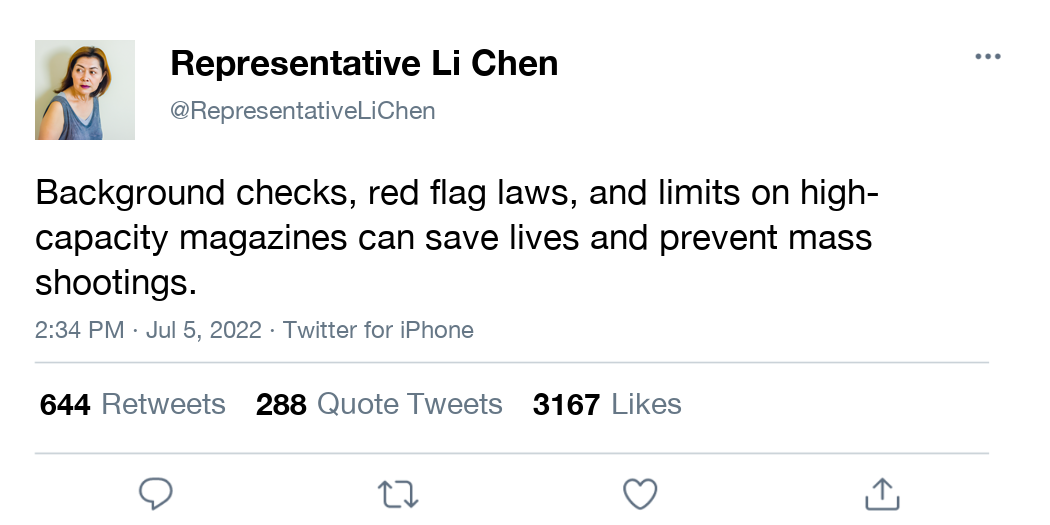 Representative Li Chen
@RepresentativeLiChen
Background checks, red flag laws, and limits on high-
capacity magazines can save lives and prevent mass
shootings.
2:34 PM · Jul 5, 2022 · Twitter for iPhone
644 Retweets 288 Quote Tweets 3167 Likes